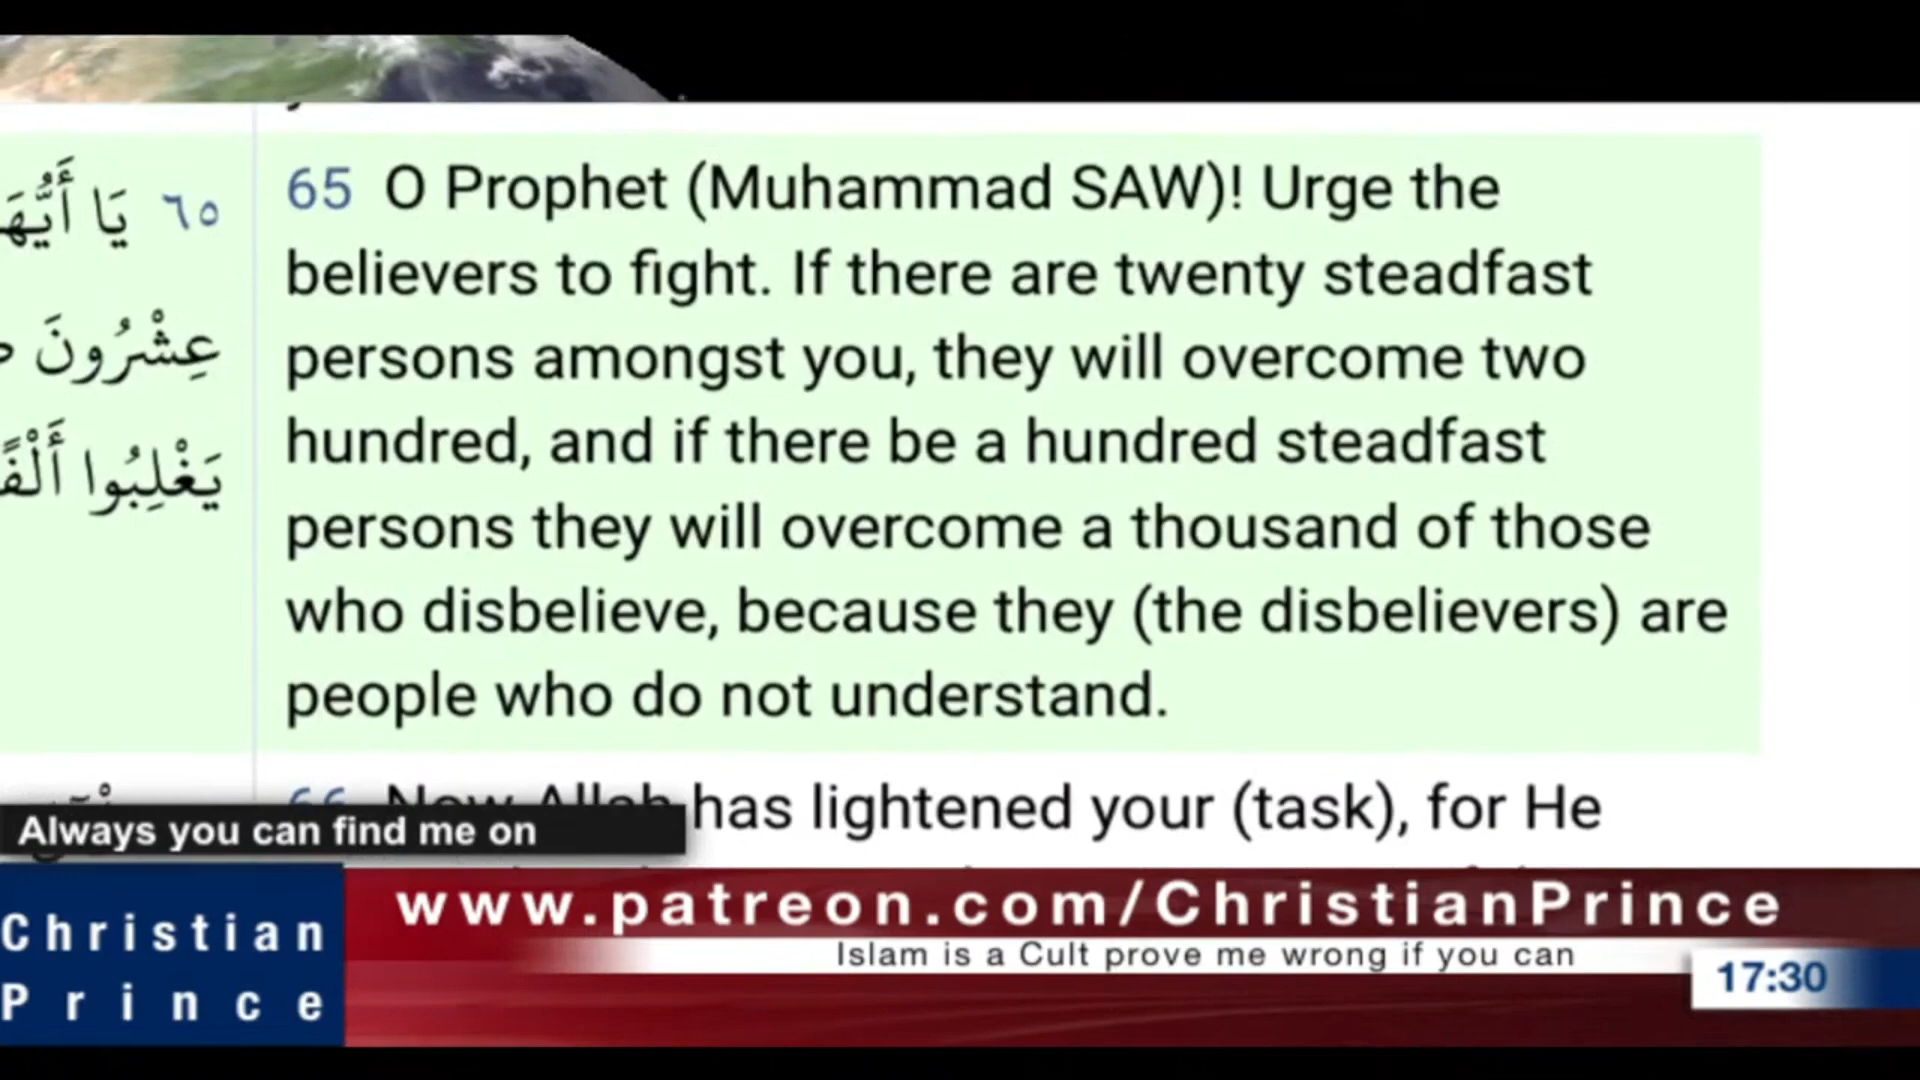 65 O Prophet (Muhammad SAW)! Urge the
believers to fight. If there are twenty steadfast
persons amongst you, they will overcome two
hundred, and if there be a hundred steadfast
persons they will overcome a thousand of those
who disbelieve, because they (the disbelievers) are
people who do not understand.
٦٥ يَا
عِشْرُونَ
يَغْلِبُوا
66 Now Allah has lightened your (task), for He
Always you can find me on
Christian
Prince
www.patreon.com/ChristianPrince
Islam is a Cult prove me wrong if you can
17:30